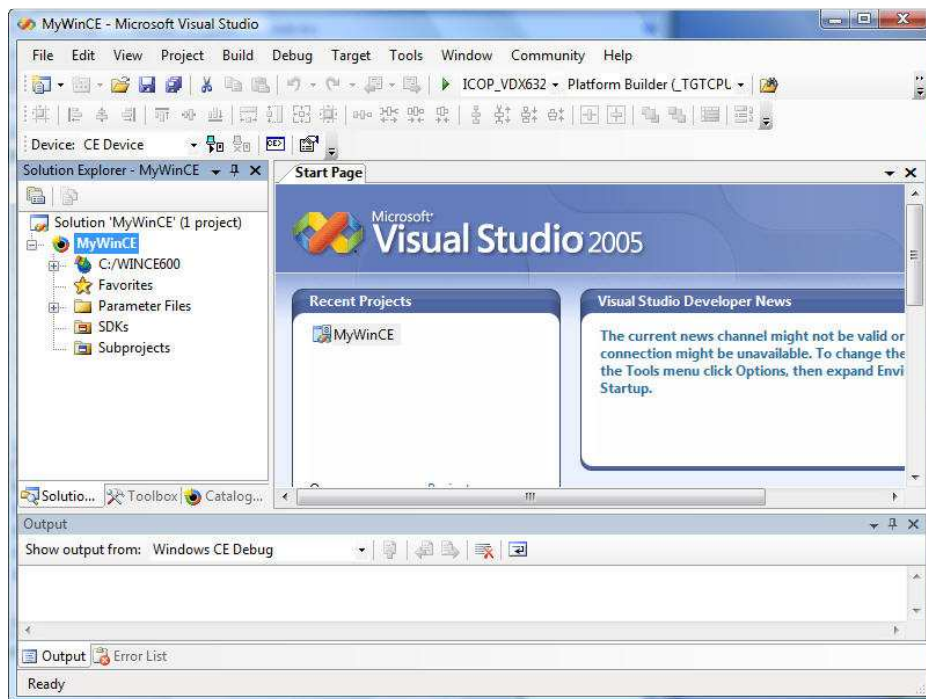 MyWinCE - Microsoft Visual Studio
File Edit View Project Build Debug Target Tools Window Community Help
ICOP_VDX632 Platform Builder (_TGTCPU
Device: CE Device
Solution Explorer - MyWinCE
Start Page
Solution 'MyWinCE' (1 project)
MyWinCE
C:/WINCE600
Favorites
Parameter Files
SDKs
Subprojects
Microsoft
Visual Studio 2005
Recent Projects
MyWinCE
Visual Studio Developer News
The current news channel might not be valid or
connection might be unavailable. To change the
the Tools menu click Options, then expand Envi
Startup.
Solutio... Toolbox Catalog...
Output
Show output from: Windows CE Debug
Output Error List
Ready